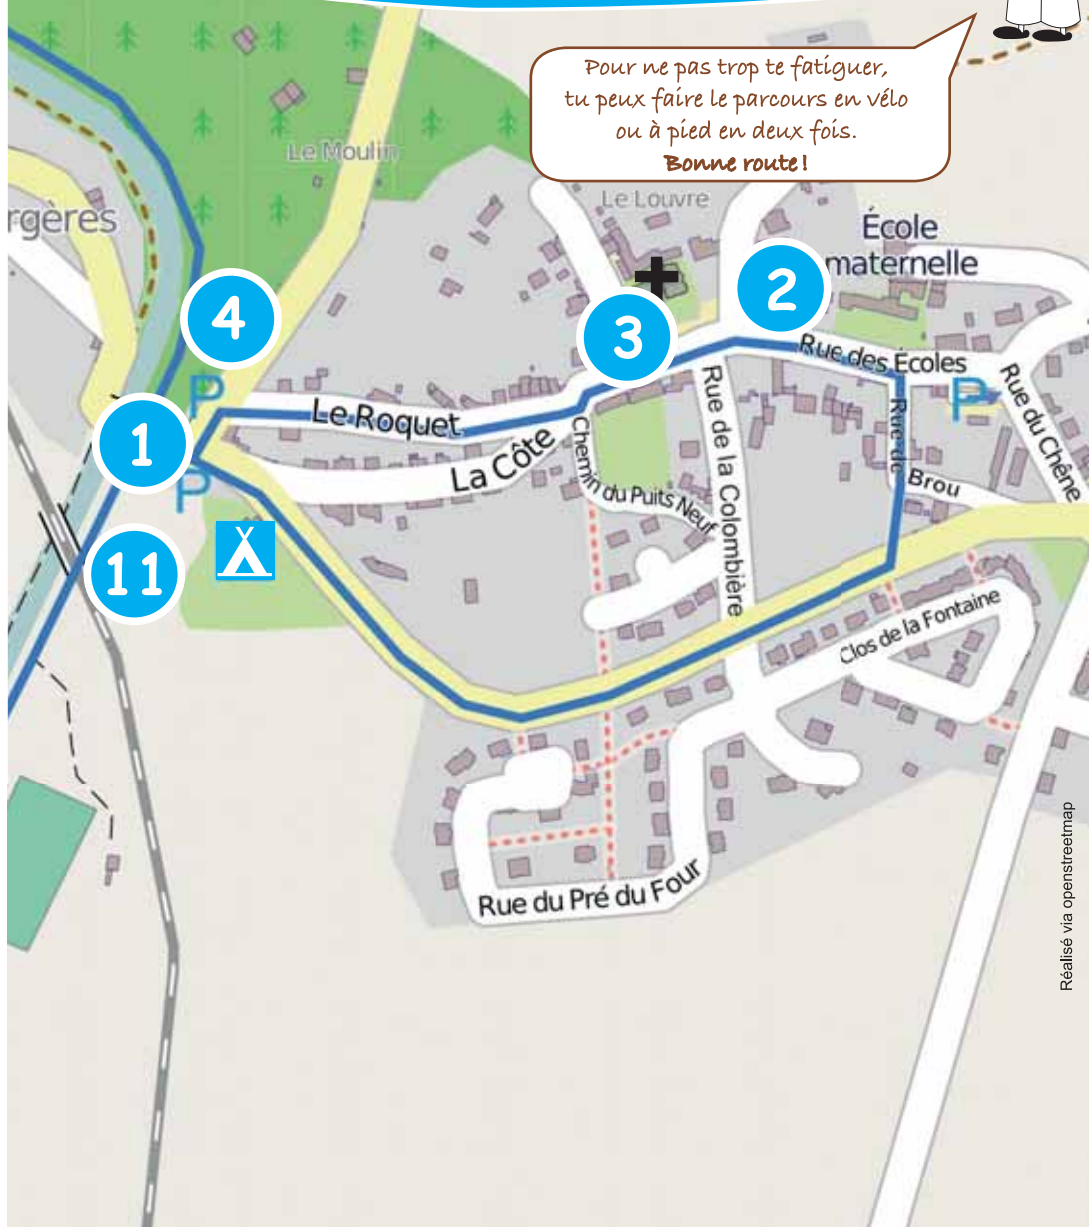 Pour ne pas trop te fatiguer,
tu peux faire le parcours en vélo
ou à pied en deux fois.
Bonne route !
Le Moulin
Le Louvre
rgères
École
maternelle
4
2
3
P
Rue des Écoles
P
Le Roquet
1
La Côte
Chemin du Puits Neuf
Rue de la Colombière
Rue de
Brou
Rue du Chêne
P
11
Clos de la Fontaine
Rue du Pré du Four
Réalisé via openstreetmap